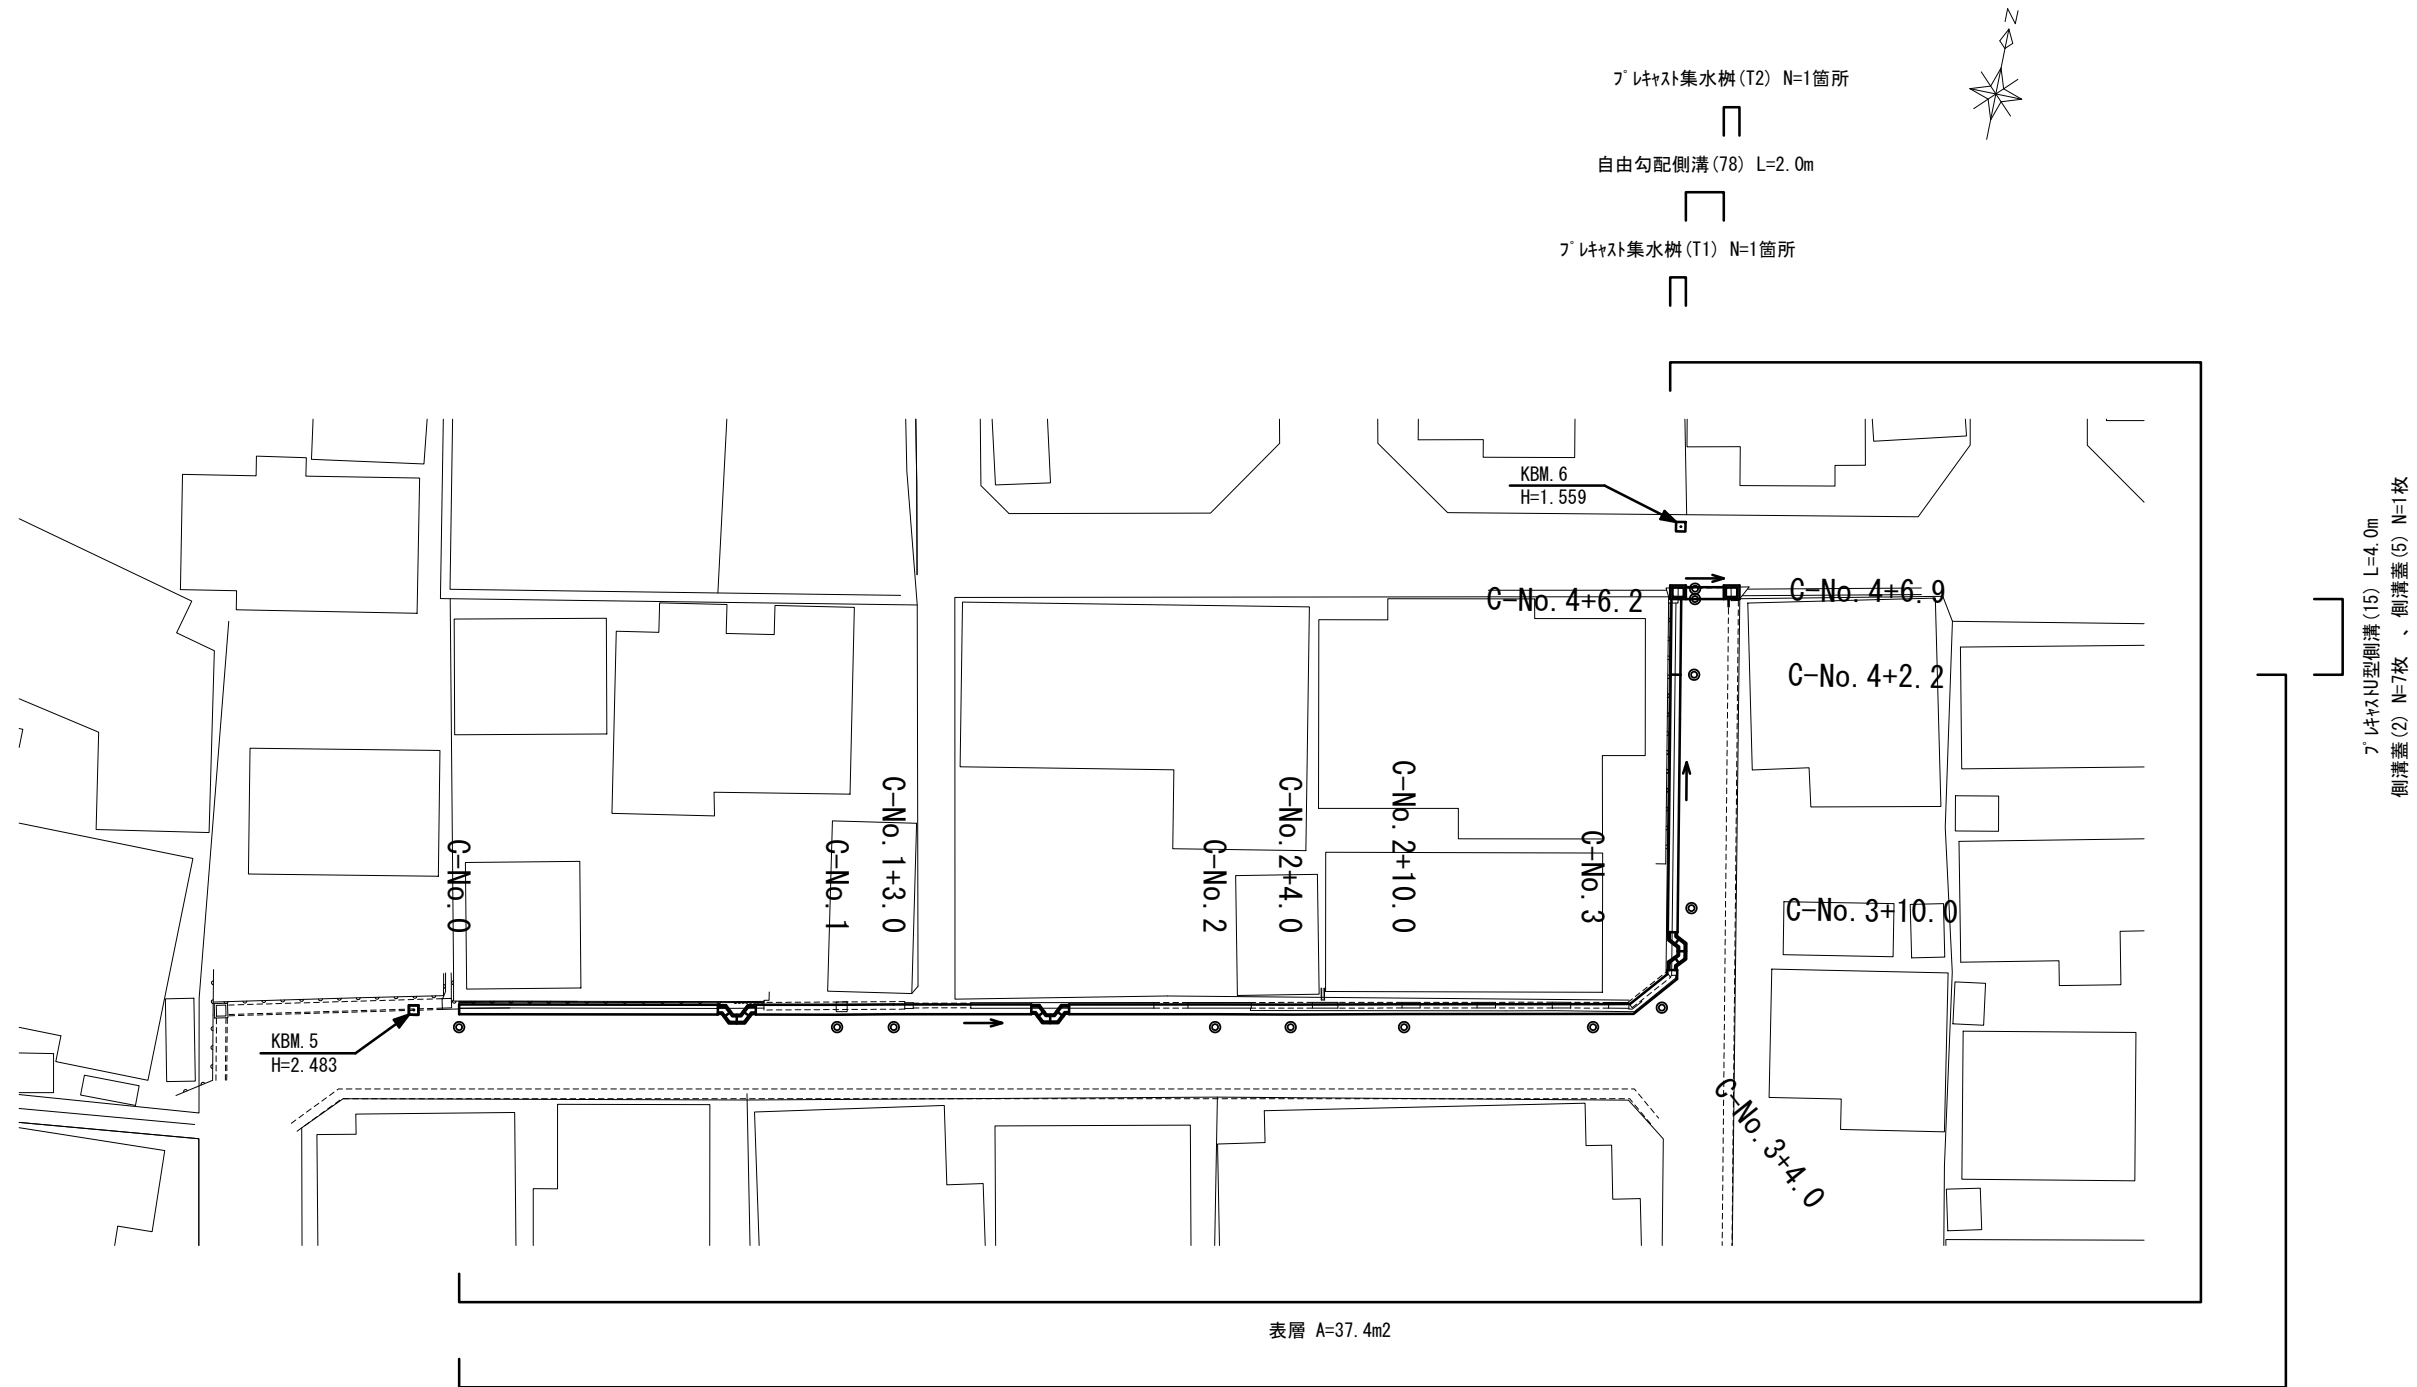 N
プレキャスト集水桝(T2) N=1箇所
自由勾配側溝(78) L=2.0m
プレキャスト集水桝(T1) N=1箇所
KBM.6
H=1.559
C-No.4+6.2
C-No.4+6.9
C-No.4+2.2
プレキャストU型側溝(15) L=4.0m
側溝蓋(2) N=7枚 、側溝蓋(5) N=1枚
C-No.0
C-No.1
C-No.1+3.0
C-No.2
C-No.2+4.0
C-No.2+10.0
C-No.3
C-No.3+10.0
KBM.5
H=2.483
C-No.3+4.0
表層 A=37.4m2